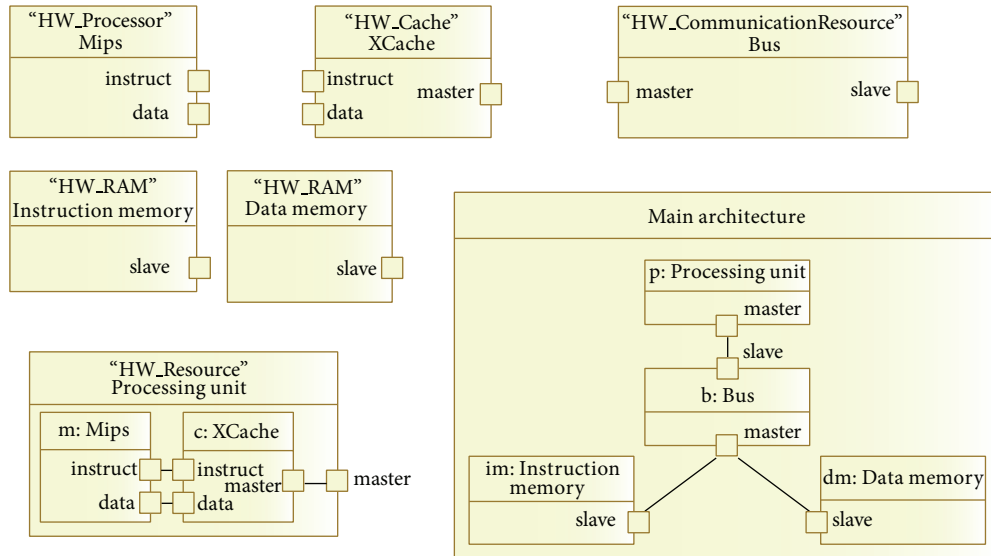 “HW_Processor”
Mips
instruct
data
“HW_Cache”
XCache
instruct
master
data
“HW_CommunicationResource”
Bus
master
slave
“HW_RAM”
Instruction memory
slave
“HW_RAM”
Data memory
slave
“HW_Resource”
Processing unit
m: Mips
instruct
data
c: XCache
instruct
master
data
master
Main architecture
p: Processing unit
master
slave
b: Bus
master
im: Instruction
memory
slave
dm: Data memory
slave